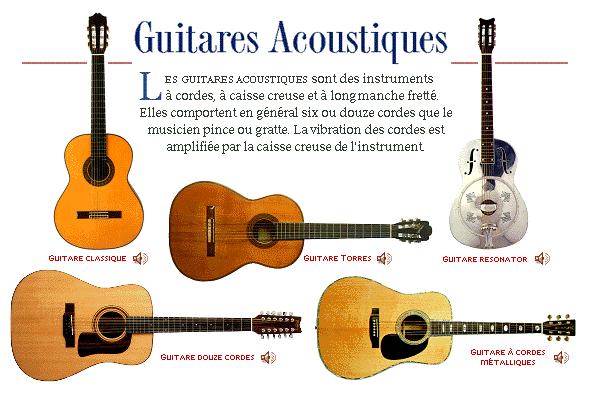 Guitares Acoustiques
LES GUITARES ACOUSTIQUES sont des instruments
à cordes, à caisse creuse et à long manche fretté.
Elles comportent en général six ou douze cordes que le
musicien pince ou gratte. La vibration des cordes est
amplifiée par la caisse creuse de l'instrument.
GUITARE CLASSIQUE
GUITARE TORRES
GUITARE RESONATOR
GUITARE DOUZE CORDES
GUITARE À CORDES
MÉTALLIQUES